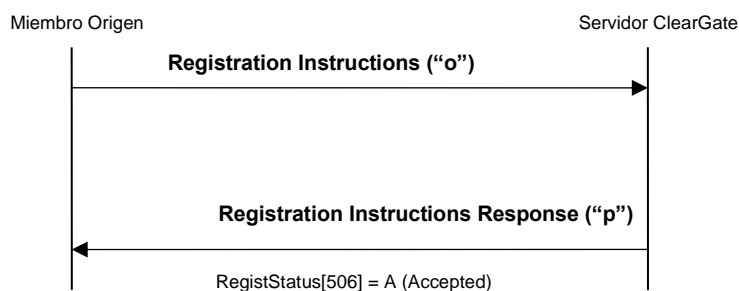 Miembro Origen
Servidor ClearGate
Registration Instructions (“o”)
Registration Instructions Response (“p”)
RegistStatus[506] = A (Accepted)